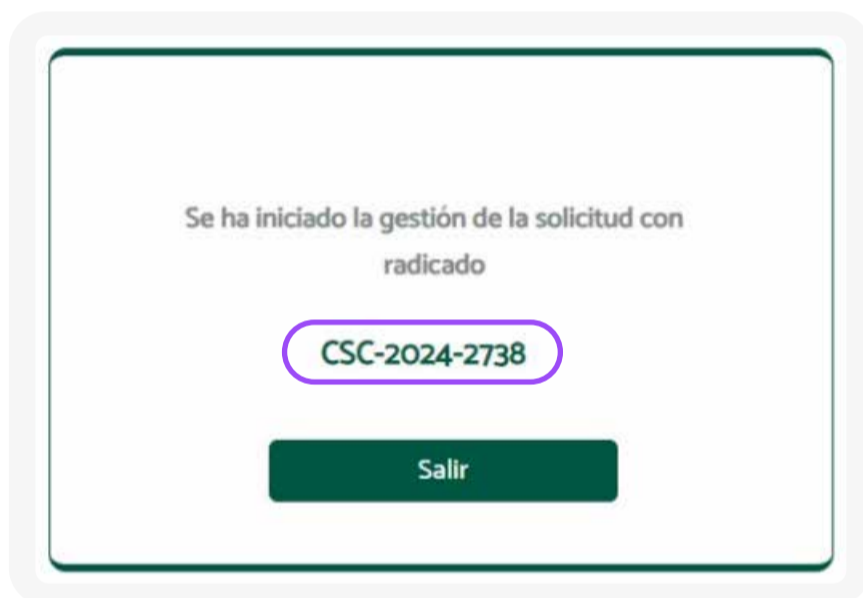 Se ha iniciado la gestión de la solicitud con
radicado
CSC-2024-2738
Salir